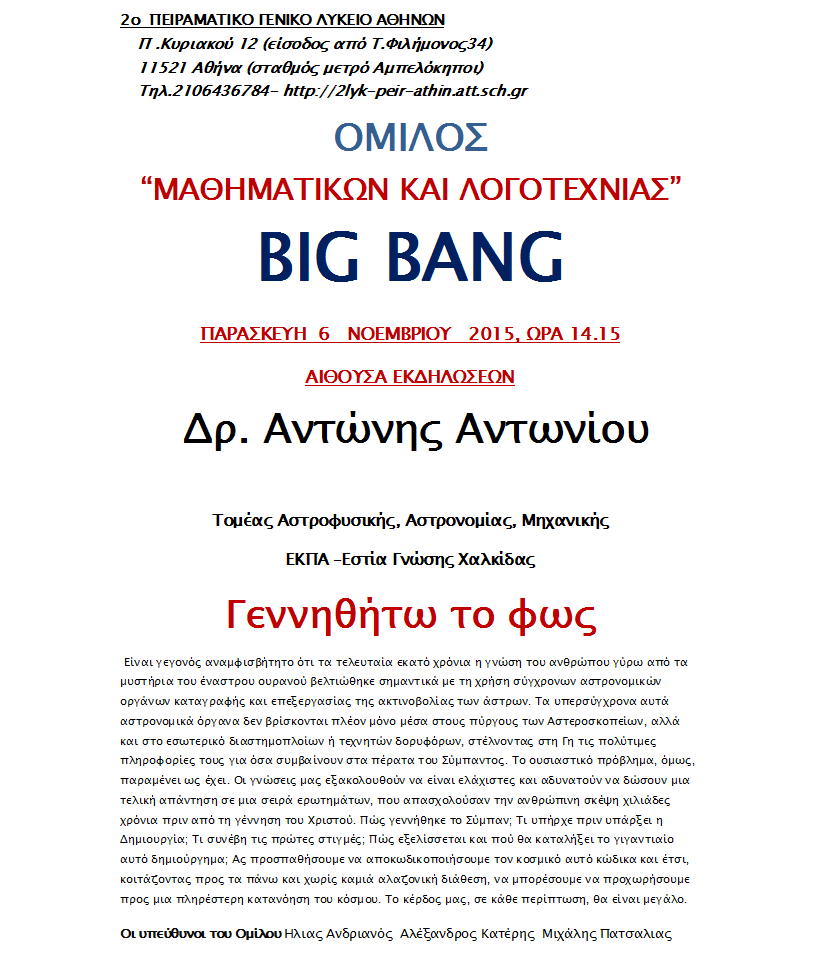 2ο ΠΕΙΡΑΜΑΤΙΚΟ ΓΕΝΙΚΟ ΛΥΚΕΙΟ ΑΘΗΝΩΝ
Π .Κυριακού 12 (είσοδος από Τ.Φιλήμονος34)
11521 Αθήνα (σταθμός μετρό Αμπελόκηποι)
Τηλ.2106436784- http://2lyk-peir-athin.att.sch.gr
ΟΜΙΛΟΣ
“ΜΑΘΗΜΑΤΙΚΩΝ ΚΑΙ ΛΟΓΟΤΕΧΝΙΑΣ”
BIG BANG
ΠΑΡΑΣΚΕΥΗ 6 ΝΟΕΜΒΡΙΟΥ 2015, ΩΡΑ 14.15
ΑΙΘΟΥΣΑ ΕΚΔΗΛΩΣΕΩΝ
Δρ. Αντώνης Αντωνίου
Τομέας Αστροφυσικής, Αστρονομίας, Μηχανικής
ΕΚΠΑ –Εστία Γνώσης Χαλκίδας
Γεννηθήτω το φως
Είναι γεγονός αναμφισβήτητο ότι τα τελευταία εκατό χρόνια η γνώση του ανθρώπου γύρω από τα
μυστήρια του έναστρου ουρανού βελτιώθηκε σημαντικά με τη χρήση σύγχρονων αστρονομικών
οργάνων καταγραφής και επεξεργασίας της ακτινοβολίας των άστρων. Τα υπερσύγχρονα αυτά
αστρονομικά όργανα δεν βρίσκονται πλέον μόνο μέσα στους πύργους των Αστεροσκοπείων, αλλά
και στο εσωτερικό διαστημοπλοίων ή τεχνητών δορυφόρων, στέλνοντας στη Γη τις πολύτιμες
πληροφορίες τους για όσα συμβαίνουν στα πέρατα του Σύμπαντος. Το ουσιαστικό πρόβλημα, όμως,
παραμένει ως έχει. Οι γνώσεις μας εξακολουθούν να είναι ελάχιστες και αδυνατούν να δώσουν μια
τελική απάντηση σε μια σειρά ερωτημάτων, που απασχολούσαν την ανθρώπινη σκέψη χιλιάδες
χρόνια πριν από τη γέννηση του Χριστού. Πώς γεννήθηκε το Σύμπαν; Τι υπήρχε πριν υπάρξει η
Δημιουργία; Τι συνέβη τις πρώτες στιγμές; Πώς εξελίσσεται και πού θα καταλήξει το γιγαντιαίο
αυτό δημιούργημα; Ας προσπαθήσουμε να αποκωδικοποιήσουμε τον κοσμικό αυτό κώδικα και έτσι,
κοιτάζοντας προς τα πάνω και χωρίς καμιά αλαζονική διάθεση, να μπορέσουμε να προχωρήσουμε
προς μια πληρέστερη κατανόηση του κόσμου. Το κέρδος μας, σε κάθε περίπτωση, θα είναι μεγάλο.
Οι υπεύθυνοι του Ομίλου Ηλιας Ανδριανός Αλέξανδρος Κατέρης Μιχάλης Πατσαλιας